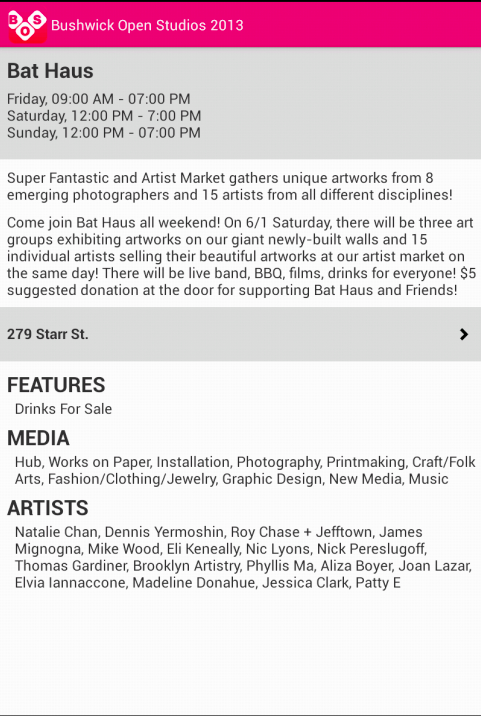 BOS
Bushwick Open Studios 2013
Bat Haus
Friday, 09:00 AM - 07:00 PM
Saturday, 12:00 PM - 7:00 PM
Sunday, 12:00 PM - 07:00 PM
Super Fantastic and Artist Market gathers unique artworks from 8
emerging photographers and 15 artists from all different disciplines!
Come join Bat Haus all weekend! On 6/1 Saturday, there will be three art
groups exhibiting artworks on our giant newly-built walls and 15
individual artists selling their beautiful artworks at our artist market on
the same day! There will be live band, BBQ, films, drinks for everyone! $5
suggested donation at the door for supporting Bat Haus and Friends!
279 Starr St.
FEATURES
Drinks For Sale
MEDIA
Hub, Works on Paper, Installation, Photography, Printmaking, Craft/Folk
Arts, Fashion/Clothing/Jewelry, Graphic Design, New Media, Music
ARTISTS
Natalie Chan, Dennis Yermoshin, Roy Chase + Jefftown, James
Mignogna, Mike Wood, Eli Keneally, Nic Lyons, Nick Pereslugoff,
Thomas Gardiner, Brooklyn Artistry, Phyllis Ma, Aliza Boyer, Joan Lazar,
Elvia Iannaccone, Madeline Donahue, Jessica Clark, Patty E